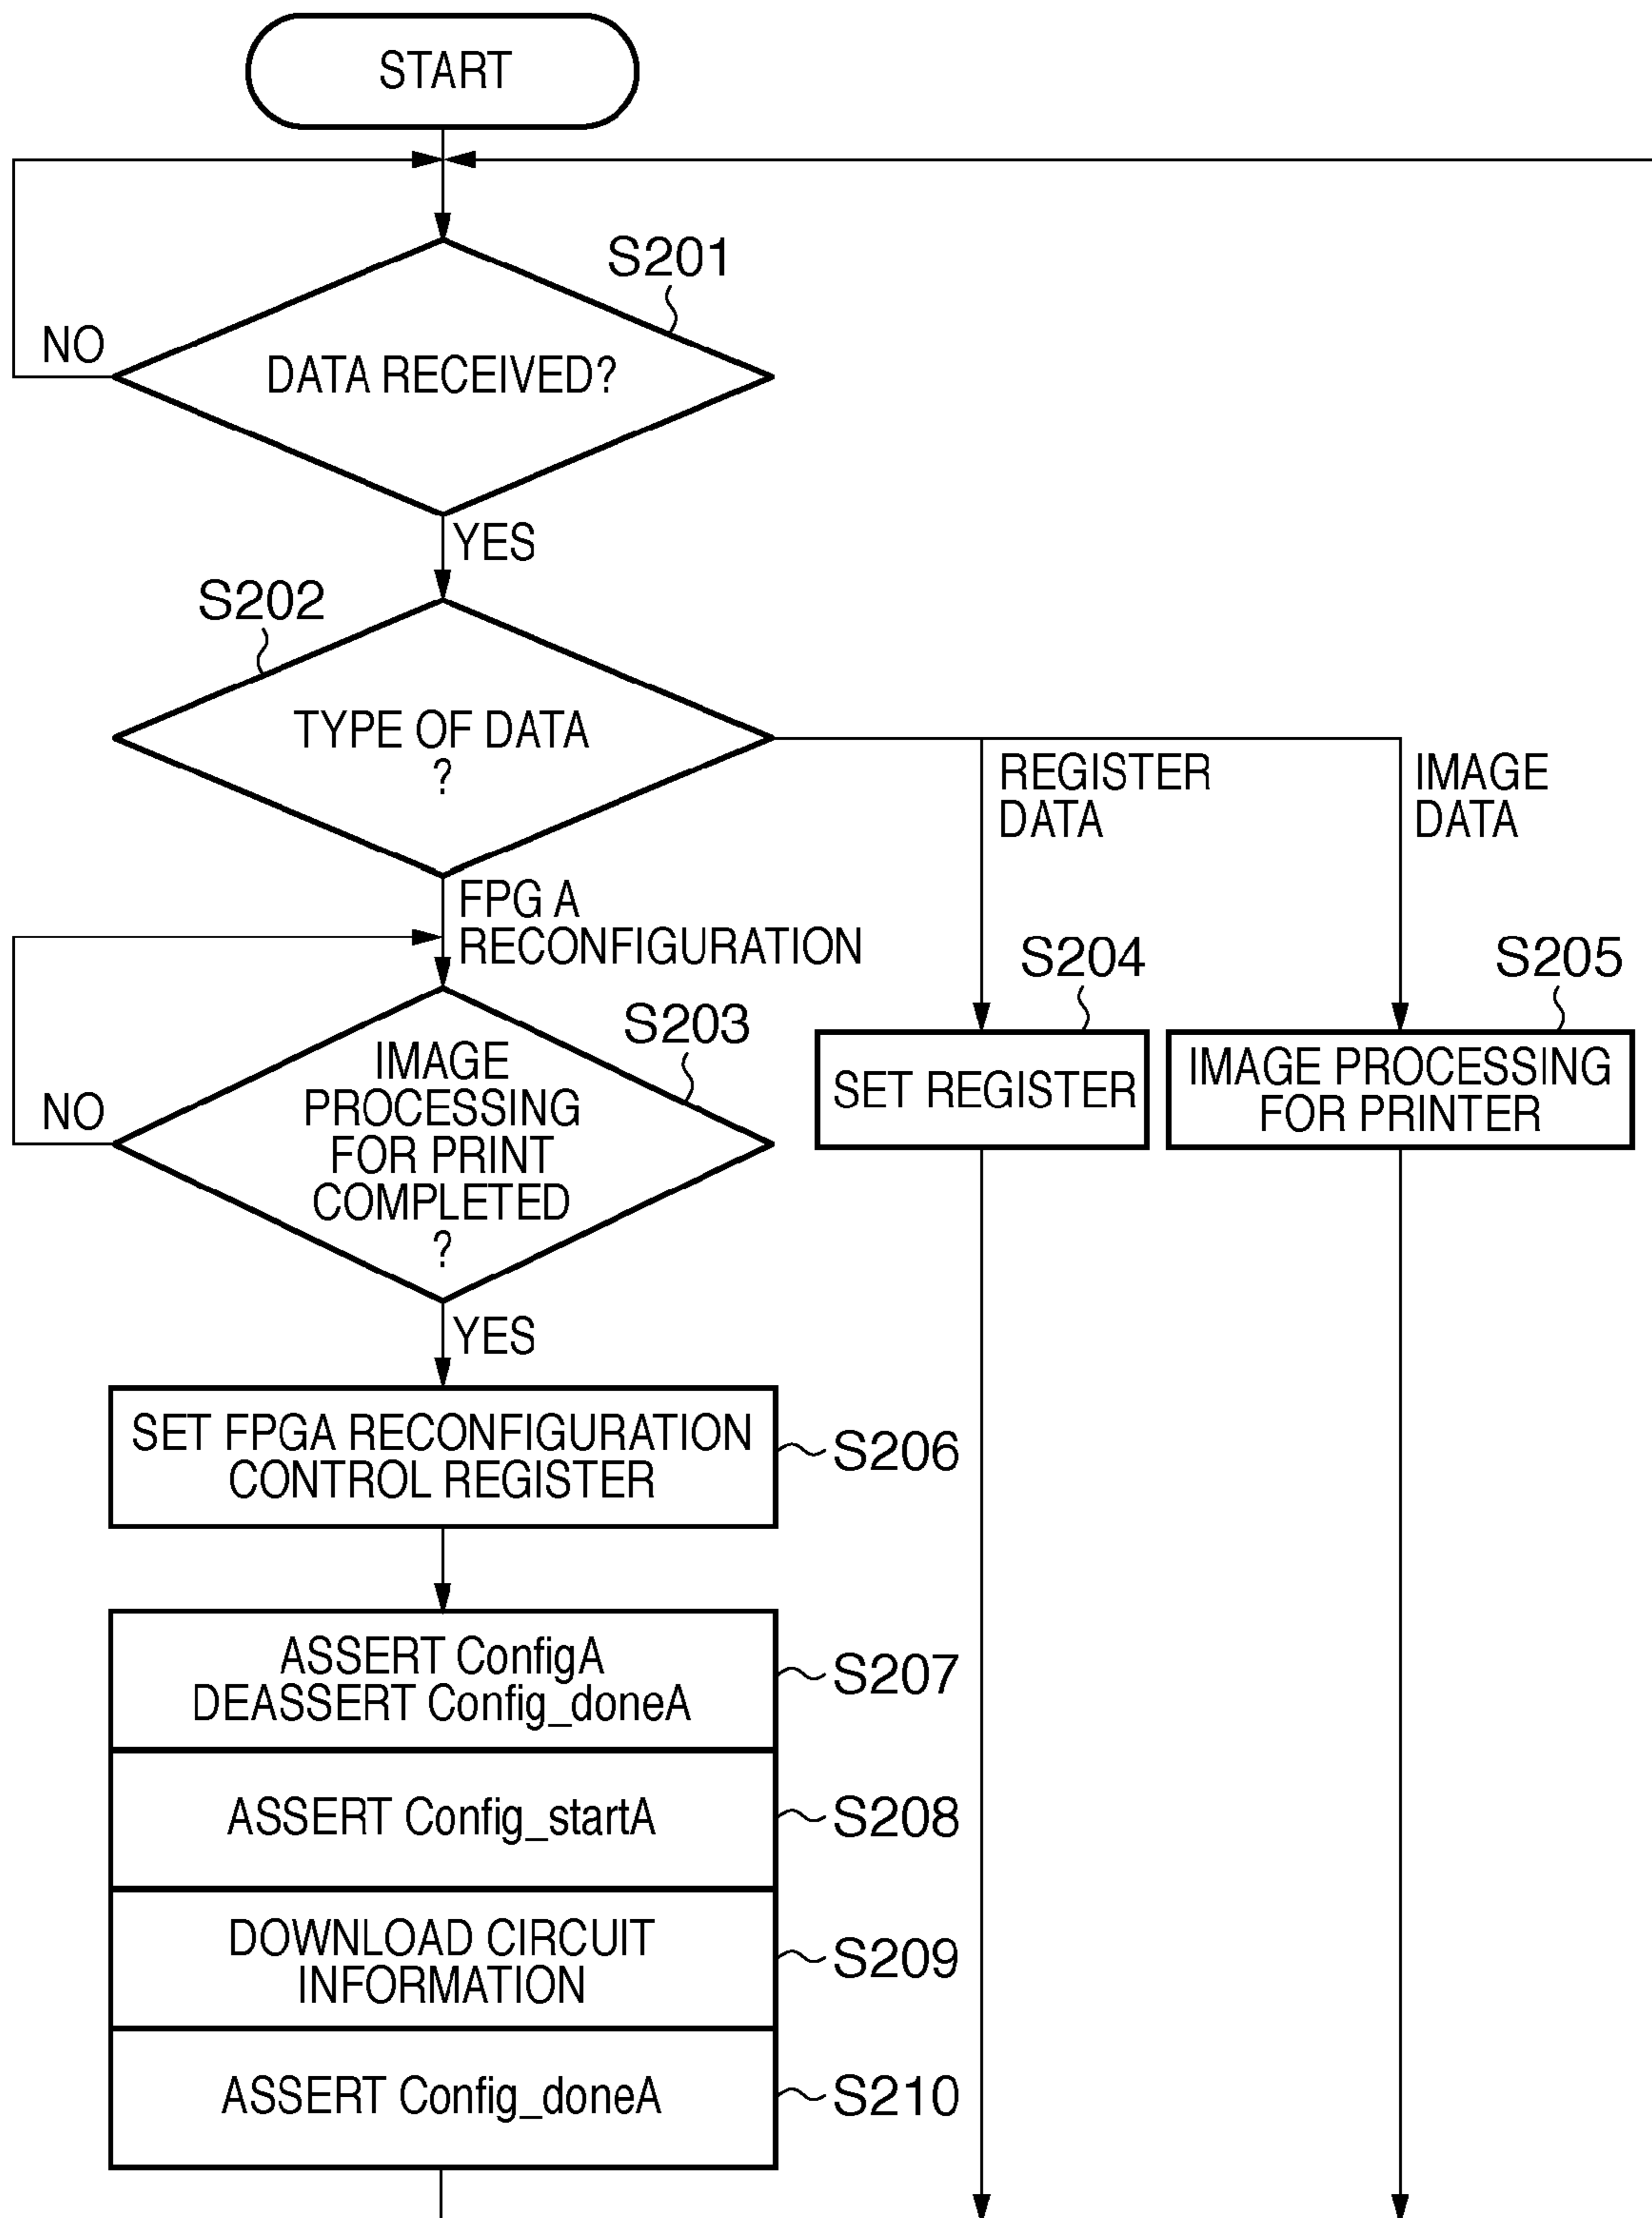 START
S201
NO
DATA RECEIVED?
YES
S202
TYPE OF DATA
?
REGISTER
DATA
IMAGE
DATA
FPG A
RECONFIGURATION
S203
S204
S205
NO
IMAGE
PROCESSING
FOR PRINT
COMPLETED
?
SET REGISTER
IMAGE PROCESSING
FOR PRINTER
YES
SET FPGA RECONFIGURATION
CONTROL REGISTER
S206
ASSERT ConfigA
DEASSERT Config_doneA
S207
ASSERT Config_startA
S208
DOWNLOAD CIRCUIT
INFORMATION
S209
ASSERT Config_doneA
S210